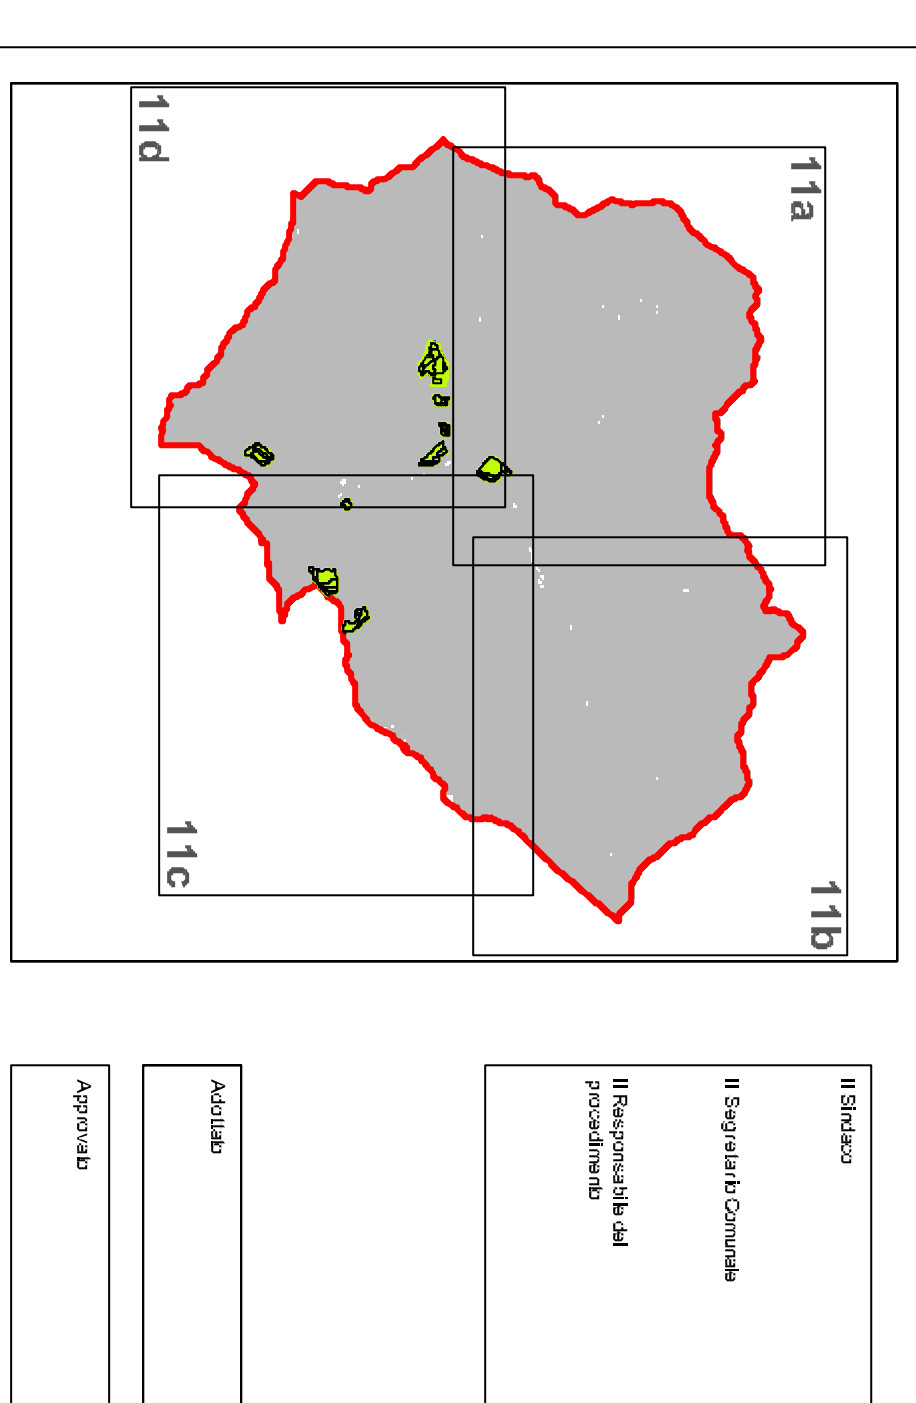 11a
11b
11c
11d
Il Sindaco
Il Segretario Comunale
Il Responsabile del
procedimento
Adottato
Approvato